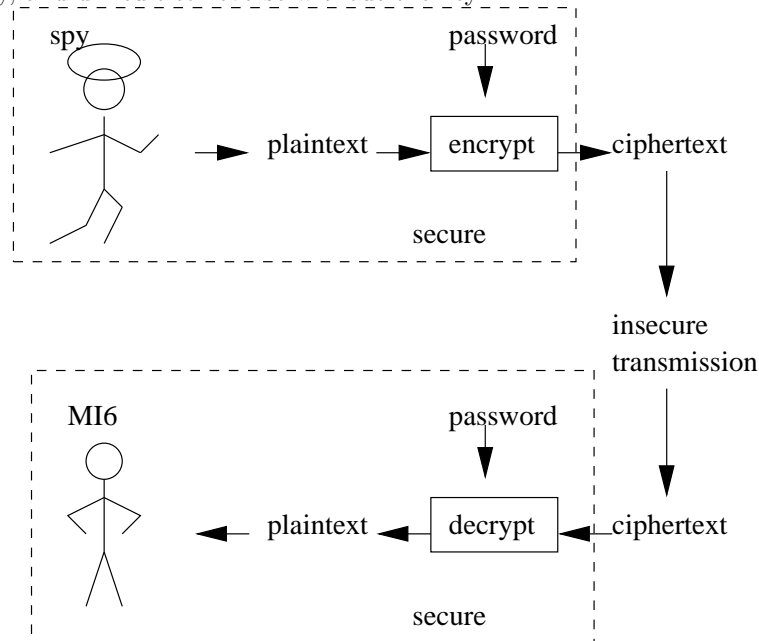 spy
password
plaintext
encrypt
ciphertext
secure
insecure
transmission
MI6
password
plaintext
decrypt
ciphertext
secure